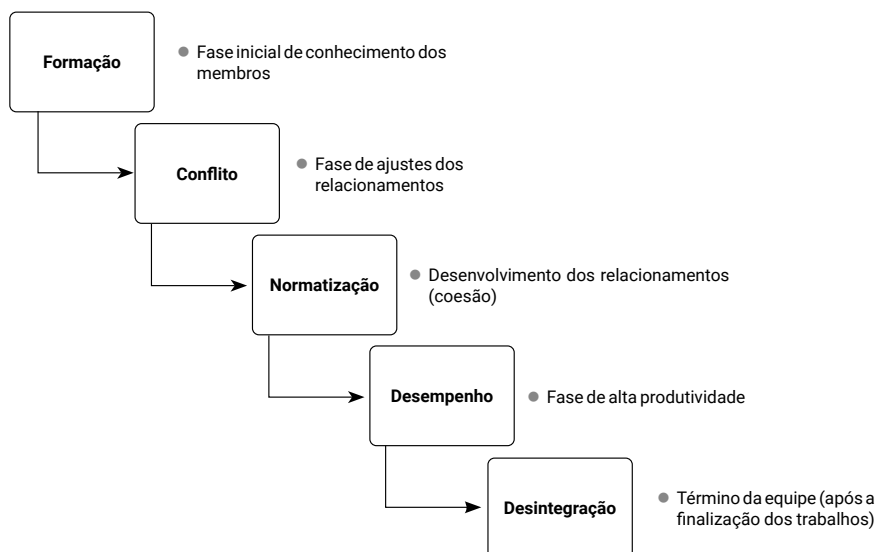 Formação
Fase inicial de conhecimento dos
membros
Conflito
Fase de ajustes dos
relacionamentos
Normatização
Desenvolvimento dos relacionamentos
(coesão)
Desempenho
Fase de alta produtividade
Desintegração
Término da equipe (após a
finalização dos trabalhos)